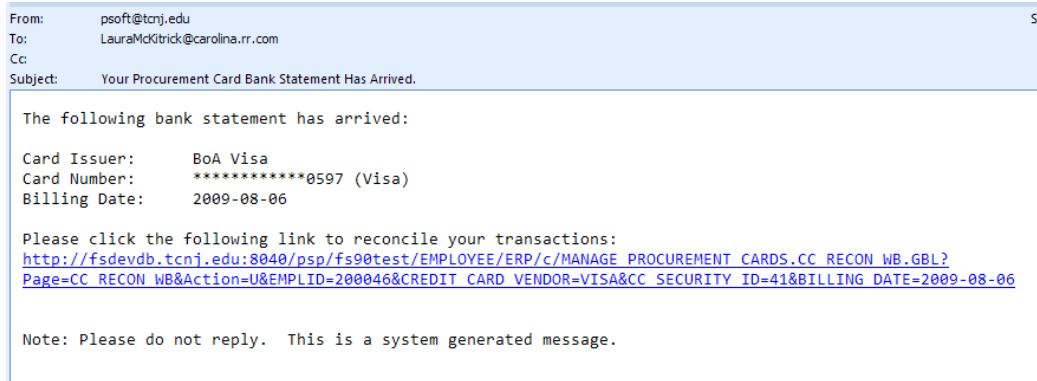 From: psoft@tcnj.edu S
To: LauraMcKitrick@carolina.rr.com
Cc:
Subject: Your Procurement Card Bank Statement Has Arrived.
The following bank statement has arrived:
Card Issuer: BoA Visa
Card Number: ************0597 (Visa)
Billing Date: 2009-08-06
Please click the following link to reconcile your transactions:
http://fsdevdb.tcnj.edu:8040/psp/fs90test/EMPLOYEE/ERP/c/MANAGE_PROCUREMENT_CARDS.CC_RECON_WB.GBL?
Page=CC_RECON_WB&Action=U&EMPLID=200046&CREDIT_CARD_VENDOR=VISA&CC_SECURITY_ID=41&BILLING_DATE=2009-08-06
Note: Please do not reply. This is a system generated message.